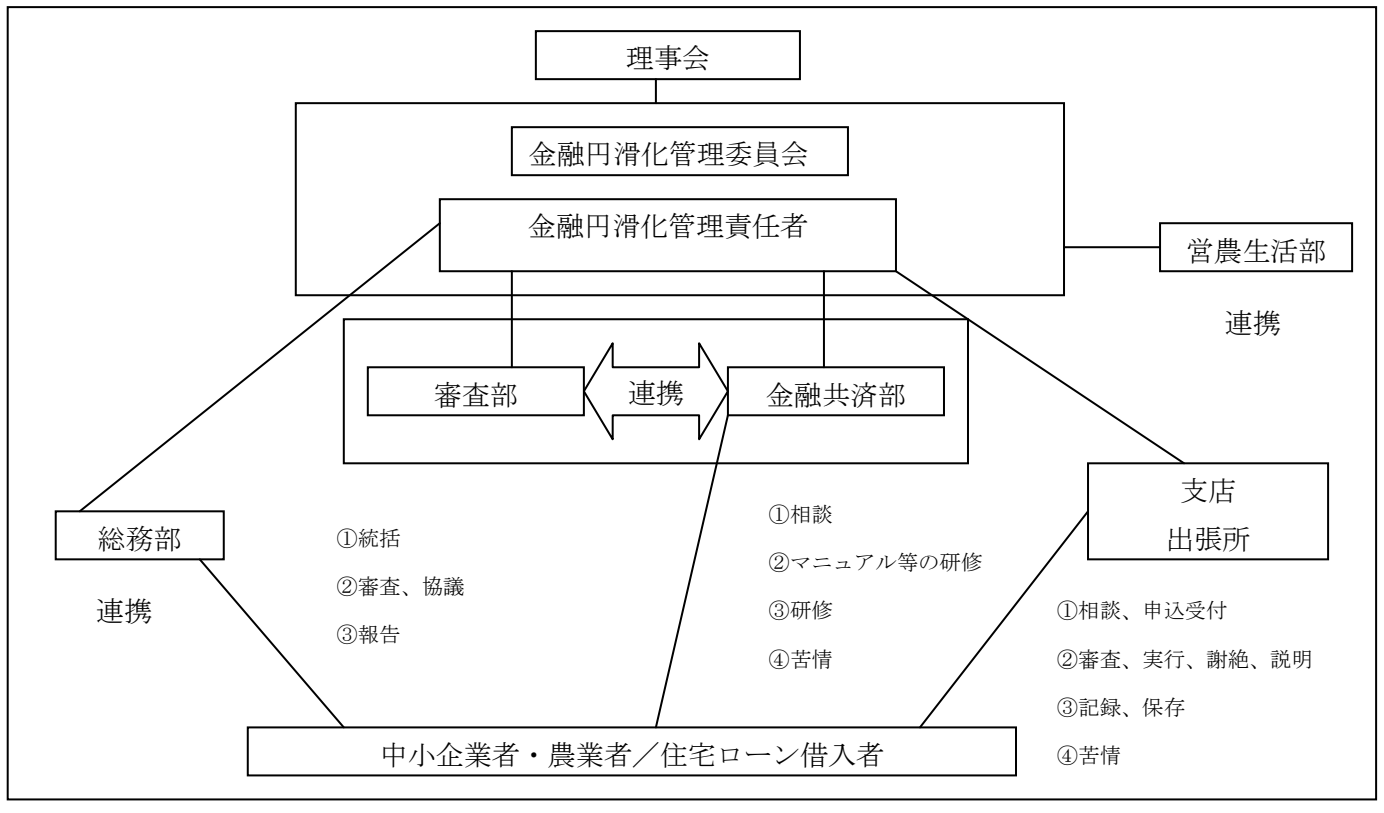 理事会
金融円滑化管理委員会
金融円滑化管理責任者
営農生活部
連携
審査部
連携
金融共済部
支店
出張所
総務部
連携
①統括
②審査、協議
③報告
①相談
②マニュアル等の研修
③研修
④苦情
①相談、申込受付
②審査、実行、謝絶、説明
③記録、保存
④苦情
中小企業者・農業者／住宅ローン借入者